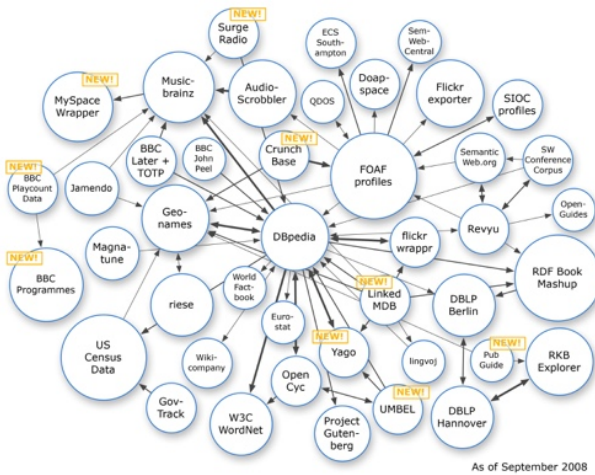 NEW!
Surge
Radio
ECS
South-
ampton
Sem-
Web-
Central
NEW!
MySpace
Wrapper
Music-
brainz
Audio-
Scrobbler
QDOS
Doap-
space
Flickr
exporter
SIOC
profiles
NEW!
BBC
Playcount
Data
Jamendo
BBC
Later +
TOTP
BBC
John
Peel
NEW!
Crunch
Base
FOAF
profiles
Semantic
Web.org
SW
Conference
Corpus
Geo-
names
DBpedia
flickr
wrappr
Revyu
Open-
Guides
NEW!
BBC
Programmes
Magna-
tune
riese
World
Fact-
book
Euro-
stat
NEW!
Linked
MDB
DBLP
Berlin
RDF Book
Mashup
US
Census
Data
Wiki-
company
Open
Cyc
NEW!
Yago
lingvoj
NEW!
Pub
Guide
RKB
Explorer
Gov-
Track
W3C
WordNet
Project
Guten-
berg
NEW!
UMBEL
DBLP
Hannover
As of September 2008